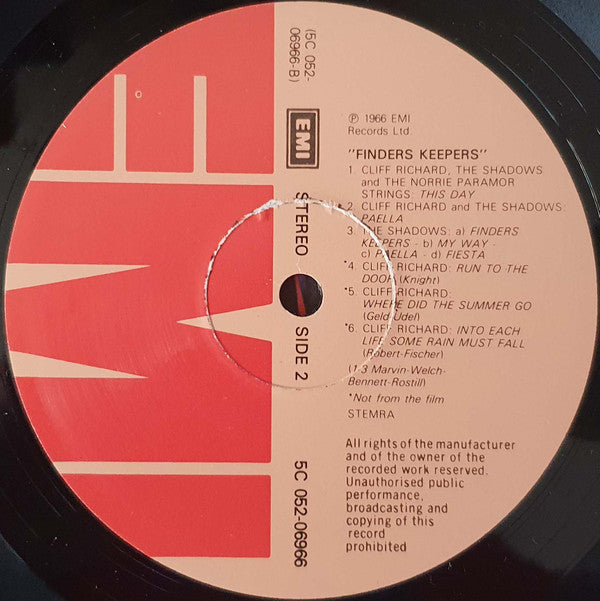 (5C 052-
06966-B)
EMI
STEREO
SIDE 2
5C 052-06966
℗ 1966 EMI
Records Ltd.
"FINDERS KEEPERS"
1. CLIFF RICHARD, THE SHADOWS
and THE NORRIE PARAMOR
STRINGS: THIS DAY
*2. CLIFF RICHARD and THE SHADOWS:
PAELLA
3. THE SHADOWS: a) FINDERS
KEEPERS - b) MY WAY -
c) PAELLA - d) FIESTA
*4. CLIFF RICHARD: RUN TO THE
DOOR (Knight)
*5. CLIFF RICHARD:
WHERE DID THE SUMMER GO
(Geld-Udel)
*6. CLIFF RICHARD: INTO EACH
LIFE SOME RAIN MUST FALL
(Robert-Fischer)
(1-3 Marvin-Welch-
Bennett-Rostill)
*Not from the film
STEMRA
All rights of the manufacturer
and of the owner of the
recorded work reserved.
Unauthorised public
performance,
broadcasting and
copying of this
record
prohibited
EMI